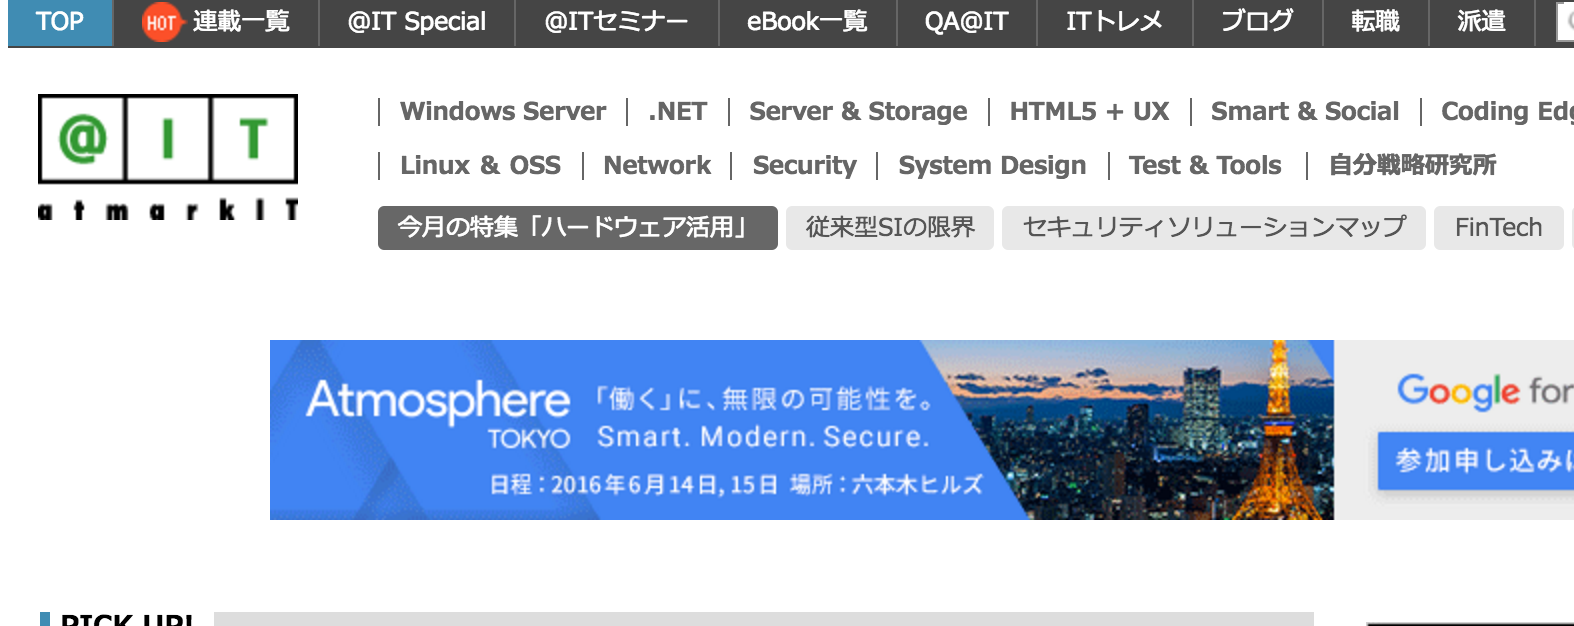 TOP HOT 連載一覧 @IT Special @ITセミナー eBook一覧 QA@IT ITトレメ ブログ 転職 派遣
@IT
atmarkIT
Windows Server .NET Server & Storage HTML5 + UX Smart & Social Coding Edg
Linux & OSS Network Security System Design Test & Tools 自分戦略研究所
今月の特集「ハードウェア活用」 従来型SIの限界 セキュリティソリューションマップ FinTech
Atmosphere 「働く」に、無限の可能性を。
TOKYO Smart. Modern. Secure.
日程：2016年6月14日, 15日 場所：六本木ヒルズ
Google for
参加申し込みは
PICK UP!